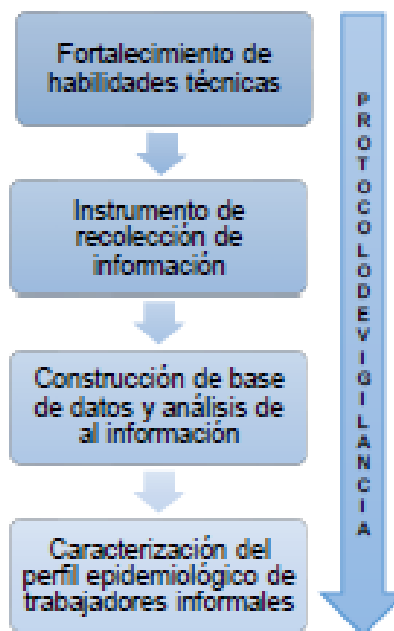 Fortalecimiento de
habilidades técnicas
Instrumento de
recolección de
información
Construcción de base
de datos y análisis de
al información
Caracterización del
perfil epidemiológico de
trabajadores informales
PROTOCOLODEVIGILANCIA